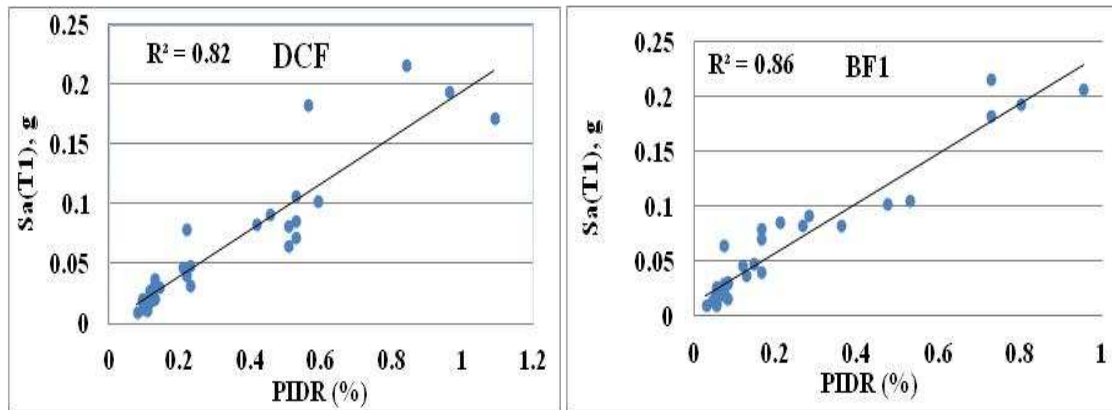 0.25
R² = 0.82 DCF
0.2
0.15
0.1
0.05
0
Sa(T1), g
0 0.2 0.4 0.6 0.8 1 1.2
PIDR (%)
0.25
R² = 0.86 BF1
0.2
0.15
0.1
0.05
0
Sa(T1), g
0 0.2 0.4 0.6 0.8 1
PIDR (%)